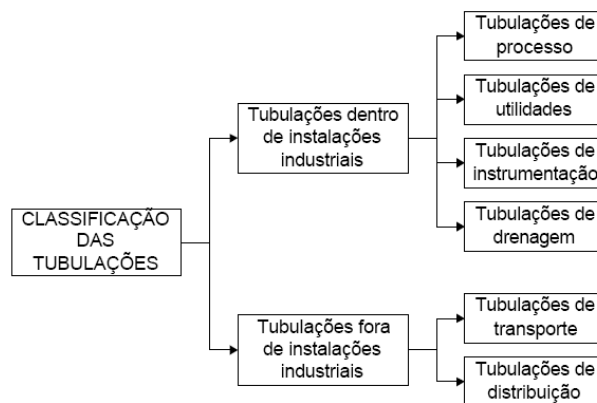 CLASSIFICAÇÃO
DAS
TUBULAÇÕES
Tubulações dentro
de instalações
industriais
Tubulações de
processo
Tubulações de
utilidades
Tubulações de
instrumentação
Tubulações de
drenagem
Tubulações fora
de instalações
industriais
Tubulações de
transporte
Tubulações de
distribuição